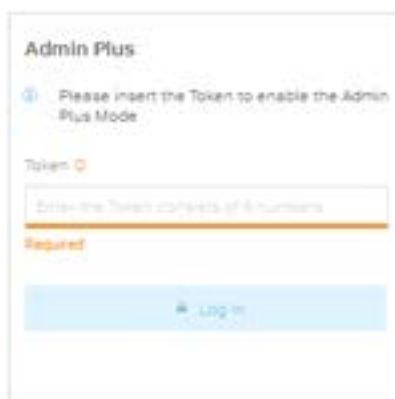 Admin Plus
Please insert the Token to enable the Admin
Plus Mode
Token
Enter the Token consists of 6 numbers
Required
Log in